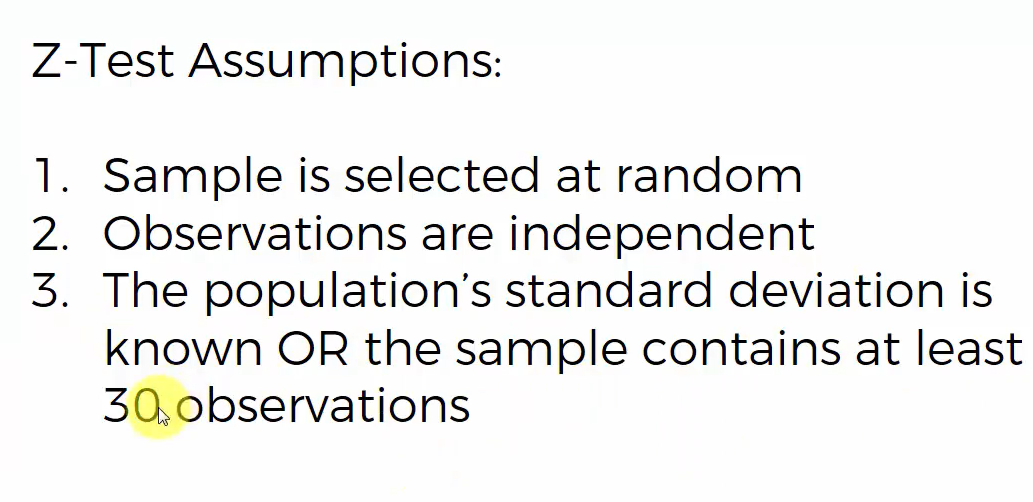 Z-Test Assumptions:
1. Sample is selected at random
2. Observations are independent
3. The population’s standard deviation is
known OR the sample contains at least
30 observations